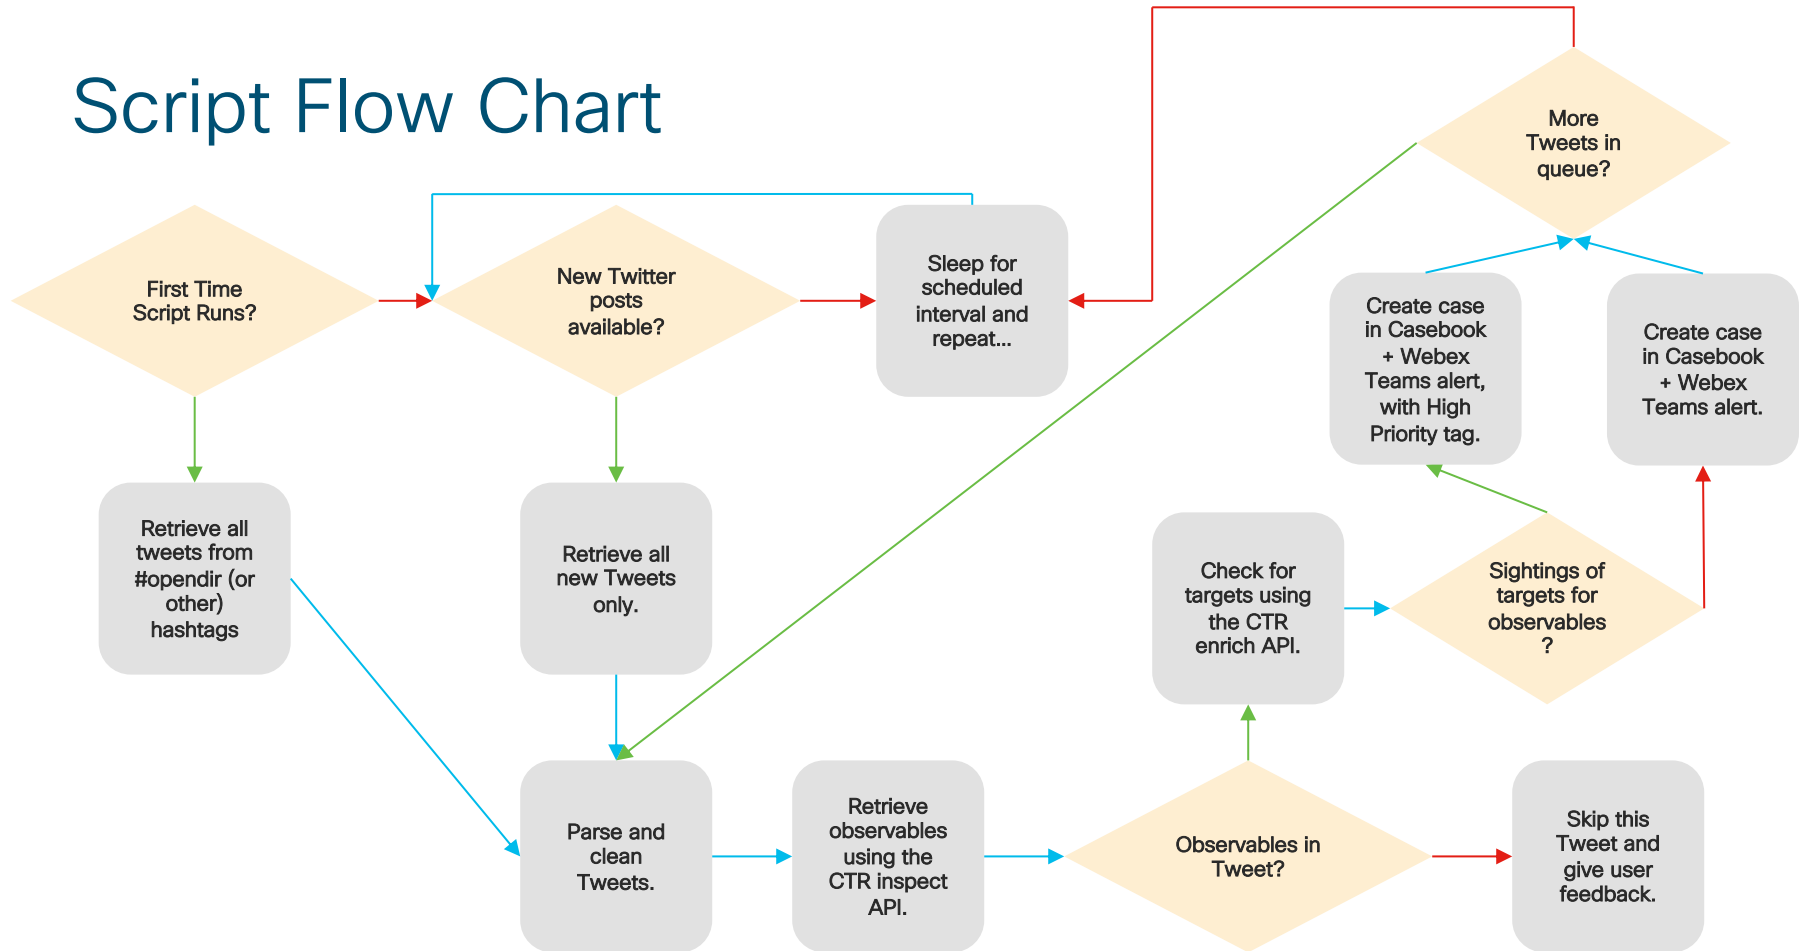 Script Flow Chart
First Time
Script Runs?
New Twitter
posts
available?
Sleep for
scheduled
interval and
repeat...
More
Tweets in
queue?
Create case
in Casebook
+ Webex
Teams alert,
with High
Priority tag.
Create case
in Casebook
+ Webex
Teams alert.
Retrieve all
tweets from
#opendir (or
other)
hashtags
Retrieve all
new Tweets
only.
Check for
targets using
the CTR
enrich API.
Sightings of
targets for
observables
?
Parse and
clean
Tweets.
Retrieve
observables
using the
CTR inspect
API.
Observables in
Tweet?
Skip this
Tweet and
give user
feedback.